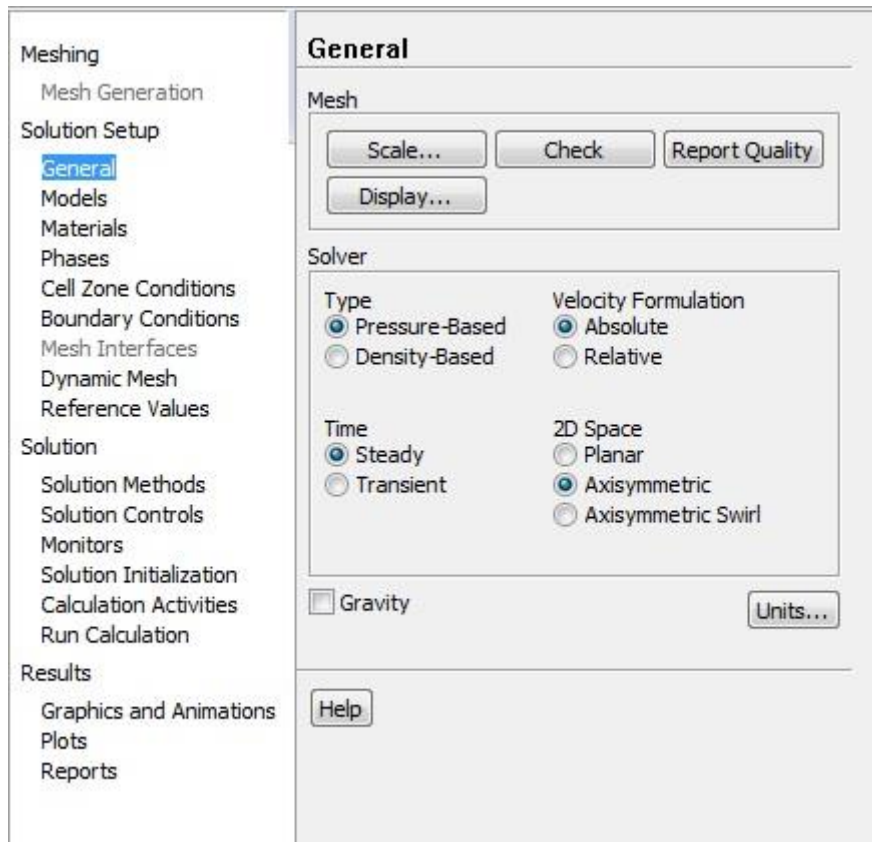 Meshing
Mesh Generation
Solution Setup
General
Models
Materials
Phases
Cell Zone Conditions
Boundary Conditions
Mesh Interfaces
Dynamic Mesh
Reference Values
Solution
Solution Methods
Solution Controls
Monitors
Solution Initialization
Calculation Activities
Run Calculation
Results
Graphics and Animations
Plots
Reports
General
Mesh
Scale... Check Report Quality
Display...
Solver
Type Velocity Formulation
Pressure-Based Absolute
Density-Based Relative
Time 2D Space
Steady Planar
Transient Axisymmetric
Axisymmetric Swirl
Gravity Units...
Help